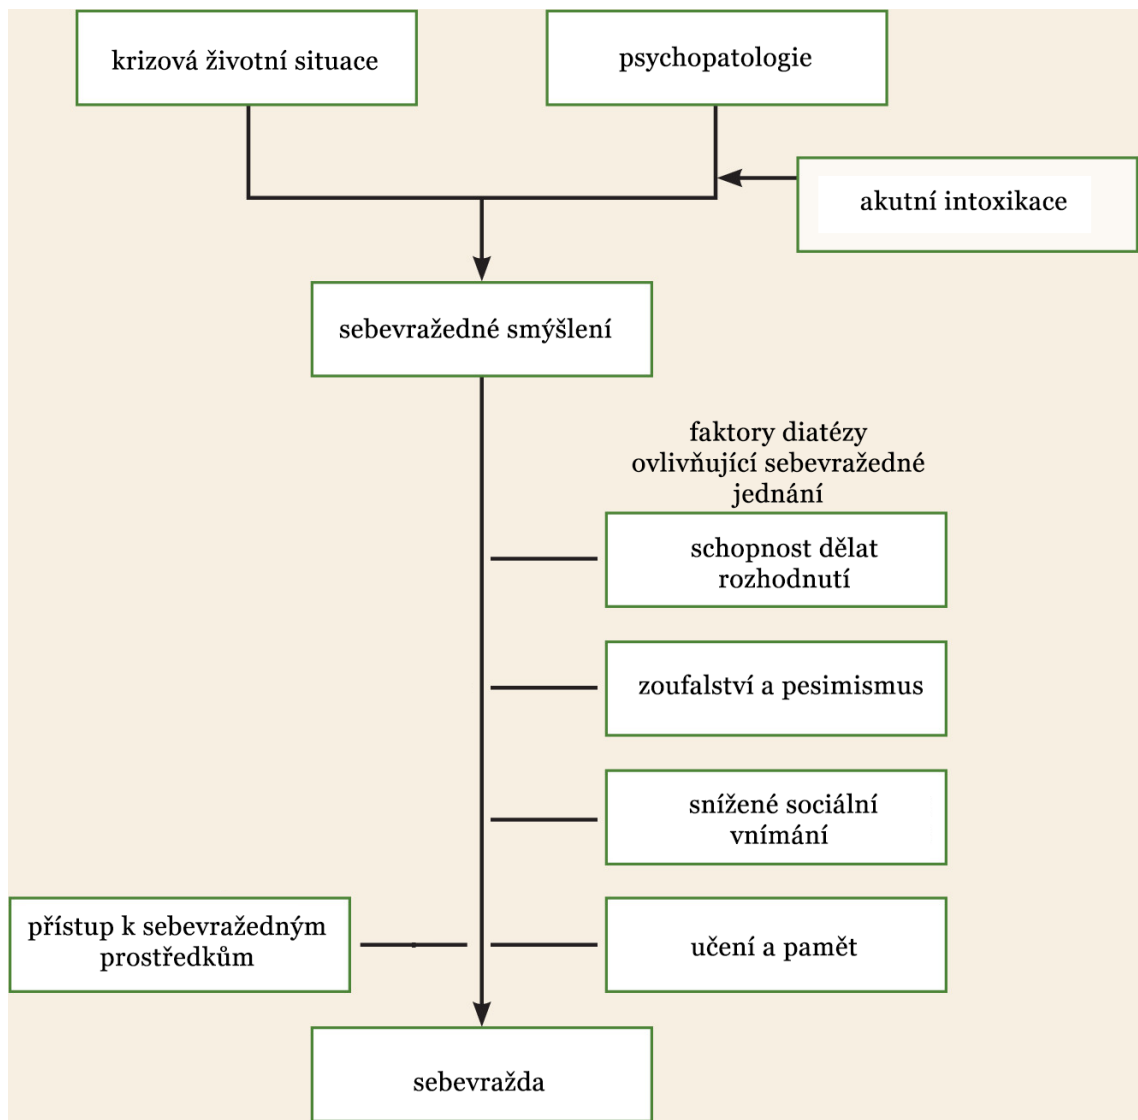 krizová životní situace
psychopatologie
akutní intoxikace
sebevražedné smýšlení
faktory diatézy
ovlivňující sebevražedné
jednání
schopnost dělat
rozhodnutí
zoufalství a pesimismus
snížené sociální
vnímání
přístup k sebevražedným
prostředkům
učení a pamět
sebevražda